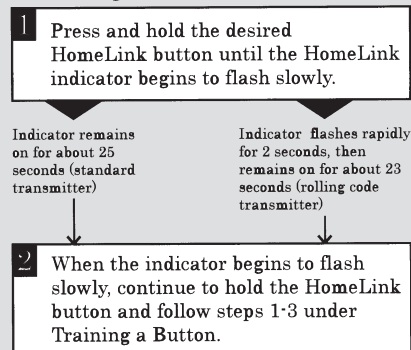 1
Press and hold the desired
HomeLink button until the HomeLink
indicator begins to flash slowly.
Indicator remains
on for about 25
seconds (standard
transmitter)
Indicator flashes rapidly
for 2 seconds, then
remains on for about 23
seconds (rolling code
transmitter)
2
When the indicator begins to flash
slowly, continue to hold the HomeLink
button and follow steps 1-3 under
Training a Button.